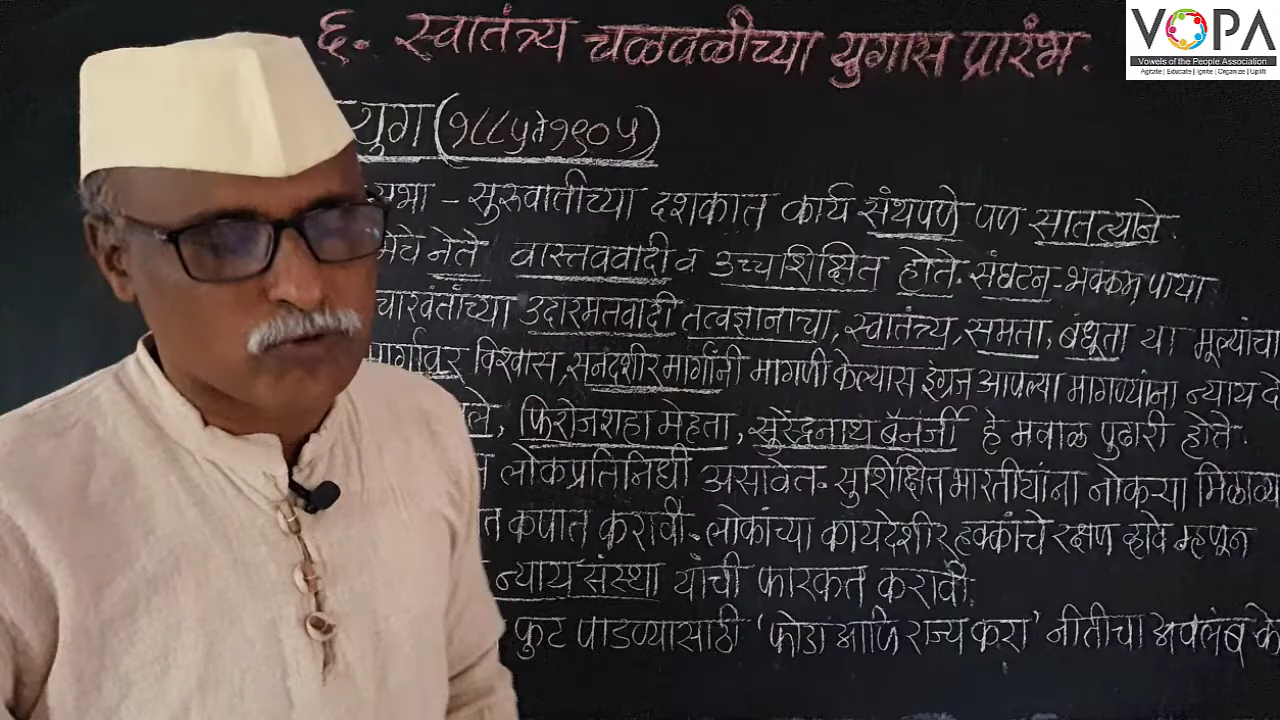 ६. स्वातंत्र्य चळवळीच्या युगास प्रारंभ.
VOPA
Vowels of the People Association
Agitate | Educate | Ignite | Organize | Uplift
युग (१८८५ ते १९०५)
यभा - सुरुवातीच्या दशकात कार्य संथपणे पण सातत्याने.
नेते वास्तववादी व उच्चशिक्षित होते. संघटन - भक्कम पाया
चारवंतांच्या उदारमतवादी तत्वज्ञानाचा, स्वातंत्र्य, समता, बंधूता या मूल्यांचा
मार्गावर विश्वास, सनदशीर मार्गांनी मागणी केल्यास इंग्रज आपल्या मागण्यांना न्याय दे
ले, फिरोजशहा मेहता, सुरेंद्रनाथ बॅनर्जी हे मवाळ पुढारी होते.
लोकप्रतिनिधी असावेत. सुशिक्षित भारतीयांना नोकऱ्या मिळाव्य
त कपात करावी. लोकांच्या कायदेशीर हक्कांचे रक्षण व्हावे म्हणून
न्यायसंस्था यांची फारकत करावी.
फुट पाडण्यासाठी 'फोडा आणि राज्य करा' नीतीचा अवलंब के